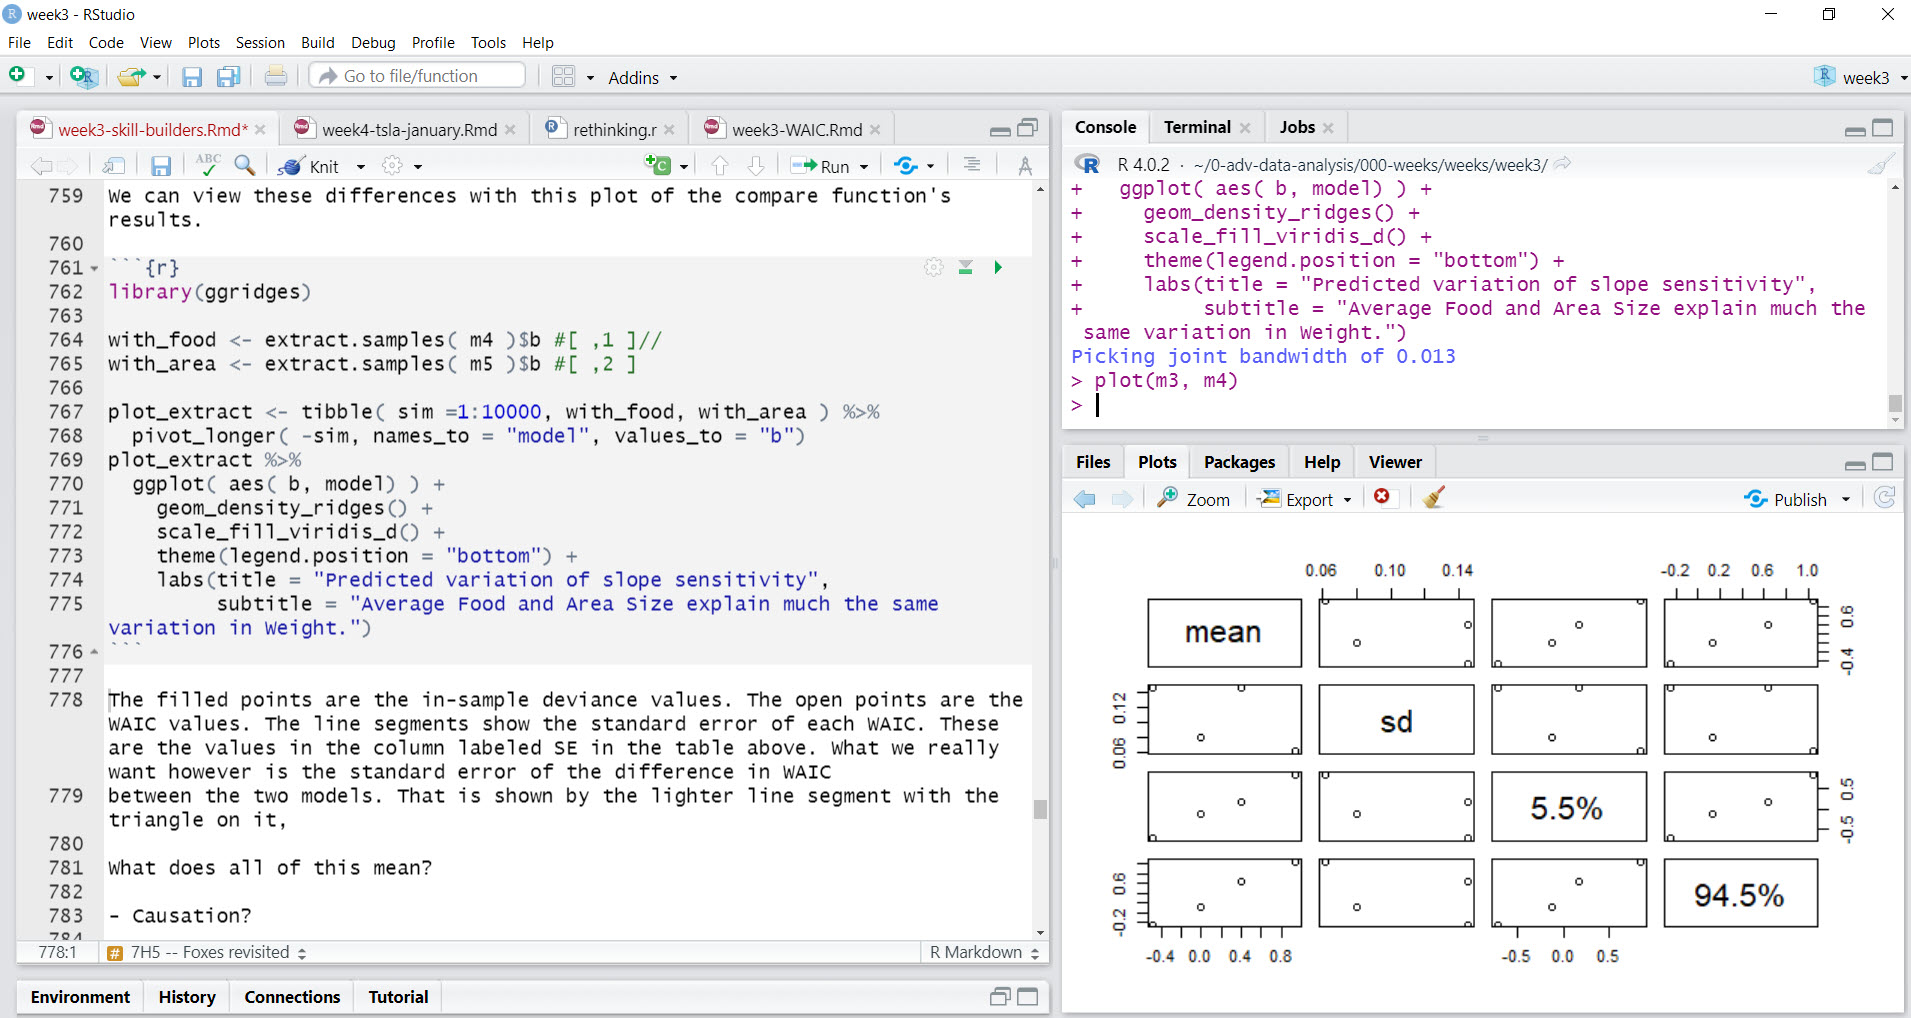 week3 - RStudio
File Edit Code View Plots Session Build Debug Profile Tools Help
Go to file/function
Addins
week3
week3-skill-builders.Rmd* week4-tsla-january.Rmd rethinking.r week3-WAIC.Rmd
ABC Knit Run
759 We can view these differences with this plot of the compare function's
results.
760
761 ```{r}
762 library(ggridges)
763
764 with_food <- extract.samples( m4 )$b #[ ,1 ]//
765 with_area <- extract.samples( m5 )$b #[ ,2 ]
766
767 plot_extract <- tibble( sim =1:10000, with_food, with_area ) %>%
768 pivot_longer( -sim, names_to = "model", values_to = "b")
769 plot_extract %>%
770 ggplot( aes( b, model) ) +
771 geom_density_ridges() +
772 scale_fill_viridis_d() +
773 theme(legend.position = "bottom") +
774 labs(title = "Predicted variation of slope sensitivity",
775 subtitle = "Average Food and Area Size explain much the same
variation in Weight.")
776 ```
777
778 The filled points are the in-sample deviance values. The open points are the
WAIC values. The line segments show the standard error of each WAIC. These
are the values in the column labeled SE in the table above. What we really
want however is the standard error of the difference in WAIC
779 between the two models. That is shown by the lighter line segment with the
triangle on it,
780
781 What does all of this mean?
782
783 - Causation?
784
778:1 # 7H5 -- Foxes revisited R Markdown
Environment History Connections Tutorial
Console Terminal Jobs
R 4.0.2 · ~/0-adv-data-analysis/000-weeks/weeks/week3/
+ ggplot( aes( b, model) ) +
+ geom_density_ridges() +
+ scale_fill_viridis_d() +
+ theme(legend.position = "bottom") +
+ labs(title = "Predicted variation of slope sensitivity",
+ subtitle = "Average Food and Area Size explain much the
same variation in Weight.")
Picking joint bandwidth of 0.013
> plot(m3, m4)
>
Files Plots Packages Help Viewer
Zoom Export Publish
0.06 0.10 0.14 -0.2 0.2 0.6 1.0
mean
-0.4 0.6
0.06 0.12
sd
5.5%
-0.5 0.5
-0.2 0.6
94.5%
-0.4 0.0 0.4 0.8 -0.5 0.0 0.5